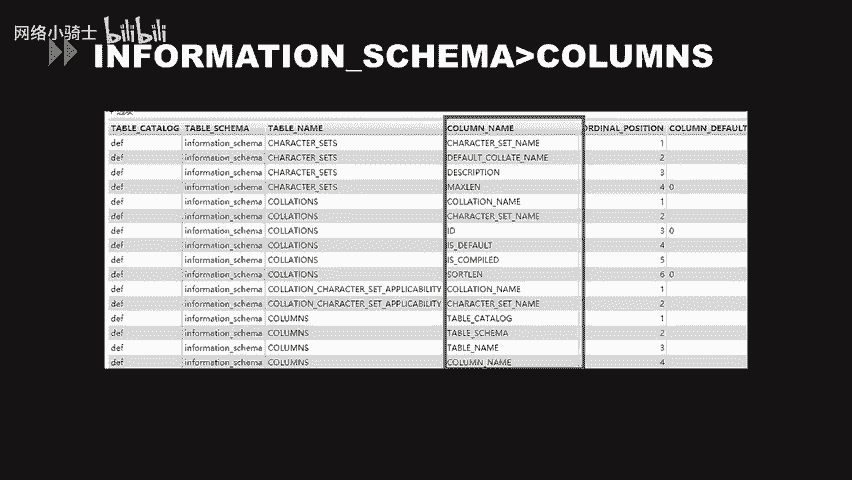 网络小骑士 bilibili
INFORMATION_SCHEMA>COLUMNS
TABLE_CATALOG TABLE_SCHEMA TABLE_NAME COLUMN_NAME ORDINAL_POSITION COLUMN_DEFAULT
def information_schema CHARACTER_SETS CHARACTER_SET_NAME 1
def information_schema CHARACTER_SETS DEFAULT_COLLATE_NAME 2
def information_schema CHARACTER_SETS DESCRIPTION 3
def information_schema CHARACTER_SETS MAXLEN 4 0
def information_schema COLLATIONS COLLATION_NAME 1
def information_schema COLLATIONS CHARACTER_SET_NAME 2
def information_schema COLLATIONS ID 3 0
def information_schema COLLATIONS IS_DEFAULT 4
def information_schema COLLATIONS IS_COMPILED 5
def information_schema COLLATIONS SORTLEN 6 0
def information_schema COLLATION_CHARACTER_SET_APPLICABILITY COLLATION_NAME 1
def information_schema COLLATION_CHARACTER_SET_APPLICABILITY CHARACTER_SET_NAME 2
def information_schema COLUMNS TABLE_CATALOG 1
def information_schema COLUMNS TABLE_SCHEMA 2
def information_schema COLUMNS TABLE_NAME 3
def information_schema COLUMNS COLUMN_NAME 4